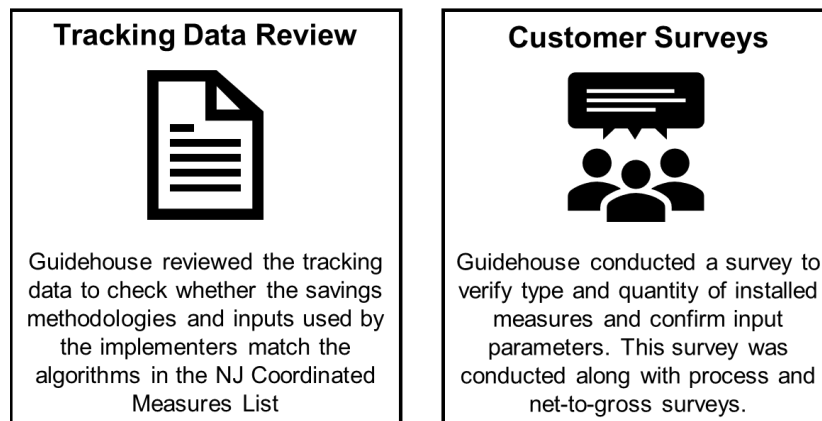 Tracking Data Review
Guidehouse reviewed the tracking
data to check whether the savings
methodologies and inputs used by
the implementers match the
algorithms in the NJ Coordinated
Measures List
Customer Surveys
Guidehouse conducted a survey to
verify type and quantity of installed
measures and confirm input
parameters. This survey was
conducted along with process and
net-to-gross surveys.